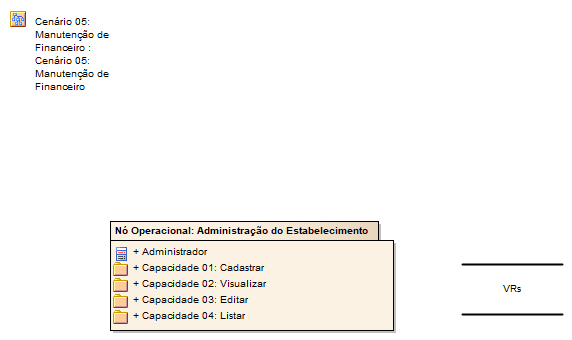 Cenário 05:
Manutenção de
Financeiro :
Cenário 05:
Manutenção de
Financeiro
Nó Operacional: Administração do Estabelecimento
+ Administrador
+ Capacidade 01: Cadastrar
+ Capacidade 02: Visualizar
+ Capacidade 03: Editar
+ Capacidade 04: Listar
VRs